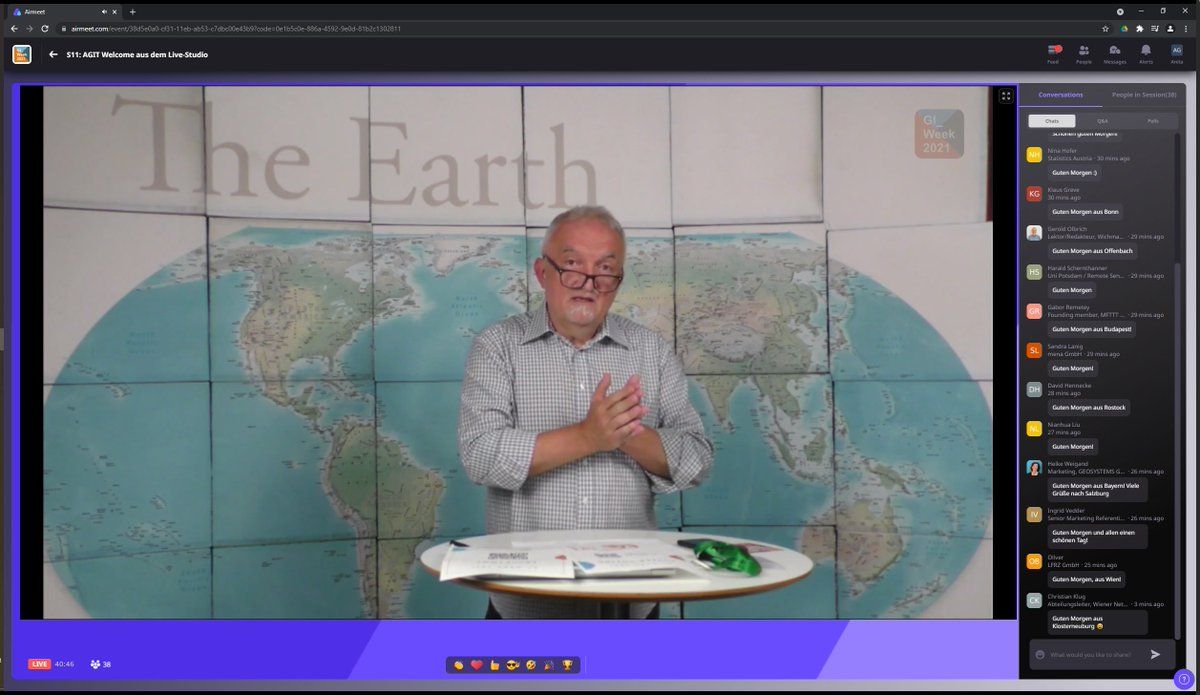 Airmeet
airmeet.com/event/38d5e0a0-cf31-11eb-ab53-c7dbc00e43b9?code=0e1b5c0e-886a-4592-9e0d-81b2c1302811
GI_
Week
2021
S11: AGIT Welcome aus dem Live-Studio
Feed
People
Messages
Alerts
AG
Anita
The Earth
GI_
Week
2021
Conversations
People in Session(38)
Chats
Q&A
Polls
Schönen guten Morgen!
NH
Nina Hofer
Statistics Austria · 30 mins ago
Guten Morgen :)
KG
Klaus Greve
30 mins ago
Guten Morgen aus Bonn
Gerold Olbrich
Lektor/Redakteur, Wichma... · 29 mins ago
Guten Morgen aus Offenbach
HS
Harald Schernthanner
Uni Potsdam / Remote Sen... · 29 mins ago
Guten Morgen
GR
Gábor Remetey
Founding member, MFTTT ... · 29 mins ago
Guten Morgen aus Budapest!
SL
Sandra Lanig
mena GmbH · 29 mins ago
Guten Morgen!
DH
David Hennecke
28 mins ago
Guten Morgen aus Rostock
NL
Nianhua Liu
27 mins ago
Guten Morgen!
Heike Weigand
Marketing, GEOSYSTEMS G... · 26 mins ago
Guten Morgen aus Bayern! Viele
Grüße nach Salzburg
IV
Ingrid Vedder
Senior Marketing Referenti... · 26 mins ago
Guten Morgen und allen einen
schönen Tag!
OB
Oliver
LFRZ GmbH · 25 mins ago
Guten Morgen, aus Wien!
CK
Christian Klug
Abteilungsleiter, Wiener Net... · 3 mins ago
Guten Morgen aus
Klosterneuburg 😀
What would you like to share?
LIVE 40:46 38